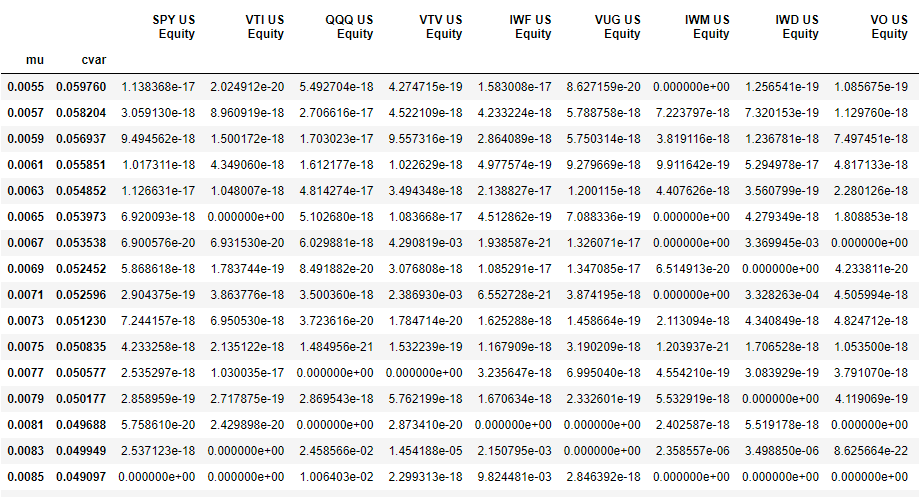 SPY US VTI US QQQ US VTV US IWF US VUG US IWM US IWD US VO US
Equity Equity Equity Equity Equity Equity Equity Equity Equity
mu cvar
0.0055 0.059760 1.138368e-17 2.024912e-20 5.492704e-18 4.274715e-19 1.583008e-17 8.627159e-20 0.000000e+00 1.256541e-19 1.085675e-19
0.0057 0.058204 3.059130e-18 8.960919e-18 2.706616e-17 4.522109e-18 4.233224e-18 5.788758e-18 7.223797e-18 7.320153e-19 1.129760e-18
0.0059 0.056937 9.494562e-18 1.500172e-18 1.703023e-17 9.557316e-19 2.864089e-18 5.750314e-18 3.819116e-18 1.236781e-18 7.497451e-18
0.0061 0.055851 1.017311e-18 4.349060e-18 1.612177e-18 1.022629e-18 4.977574e-19 9.279669e-18 9.911642e-19 5.294978e-17 4.817133e-18
0.0063 0.054852 1.126631e-17 1.048007e-18 4.814274e-17 3.494348e-18 2.138827e-17 1.200115e-18 4.407626e-18 3.560799e-19 2.280126e-18
0.0065 0.053973 6.920093e-18 0.000000e+00 5.102680e-18 1.083668e-17 4.512862e-19 7.088336e-19 0.000000e+00 4.279349e-18 1.808853e-18
0.0067 0.053538 6.900576e-20 6.931530e-20 6.029881e-18 4.290819e-03 1.938587e-21 1.326071e-17 0.000000e+00 3.369945e-03 0.000000e+00
0.0069 0.052452 5.868618e-18 1.783744e-19 8.491882e-20 3.076808e-18 1.085291e-17 1.347085e-17 6.514913e-20 0.000000e+00 4.233811e-20
0.0071 0.052596 2.904375e-19 3.863776e-18 3.500360e-18 2.386930e-03 6.552728e-21 3.874195e-18 0.000000e+00 3.328263e-04 4.505994e-18
0.0073 0.051230 7.244157e-18 6.950530e-18 3.723616e-20 1.784714e-20 1.625288e-18 1.458664e-19 2.113094e-18 4.340849e-18 4.824712e-18
0.0075 0.050835 4.233258e-18 2.135122e-18 1.484956e-21 1.532239e-19 1.167909e-18 3.190209e-18 1.203937e-21 1.706528e-18 1.053500e-18
0.0077 0.050577 2.535297e-18 1.030035e-17 0.000000e+00 0.000000e+00 3.235647e-18 6.995040e-18 4.554210e-19 3.083929e-19 3.791070e-18
0.0079 0.050177 2.858959e-19 2.717875e-19 2.869543e-18 5.762199e-18 1.670634e-18 2.332601e-19 5.532919e-18 0.000000e+00 4.119069e-19
0.0081 0.049688 5.758610e-20 2.429898e-20 0.000000e+00 2.873410e-20 0.000000e+00 0.000000e+00 2.402587e-18 5.519178e-18 0.000000e+00
0.0083 0.049949 2.537123e-18 0.000000e+00 2.458566e-02 1.454188e-05 2.150795e-03 0.000000e+00 2.358557e-06 3.498850e-06 8.625664e-22
0.0085 0.049097 0.000000e+00 0.000000e+00 1.006403e-02 2.299313e-18 9.824481e-03 2.846392e-18 0.000000e+00 0.000000e+00 0.000000e+00